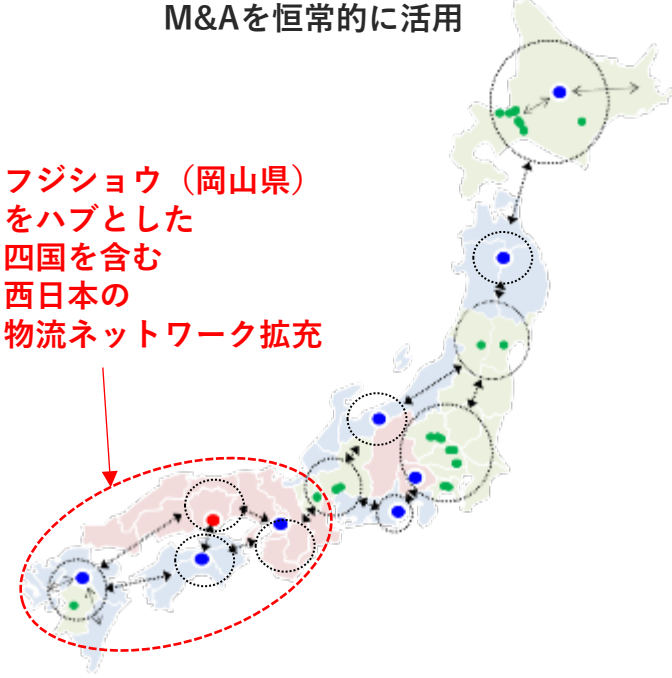 M&Aを恒常的に活用
フジショウ（岡山県）
をハブとした
四国を含む
西日本の
物流ネットワーク拡充